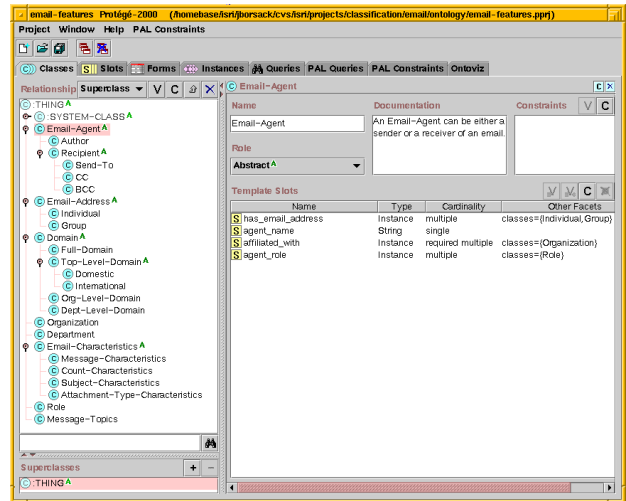 email-features Protégé-2000 (/homebase/isri/jborsack/cvs/isri/projects/classification/email/ontology/email-features.pprj)
Project Window Help PAL Constraints
C Classes S Slots Forms Instances Queries PAL Queries PAL Constraints Ontoviz
Relationship Superclass V C X
C :THING A
C :SYSTEM-CLASS A
C Email-Agent A
C Author
C Recipient A
C Send-To
C CC
C BCC
C Email-Address A
C Individual
C Group
C Domain A
C Full-Domain
C Top-Level-Domain A
C Domestic
C International
C Org-Level-Domain
C Dept-Level-Domain
C Organization
C Department
C Email-Characteristics A
C Message-Characteristics
C Count-Characteristics
C Subject-Characteristics
C Attachment-Type-Characteristics
C Role
C Message-Topics
Superclasses + -
C :THING A
C Email-Agent C X
Name Documentation Constraints V C
Email-Agent
An Email-Agent can be either a
sender or a receiver of an email.
Role
Abstract A
Template Slots C
Name Type Cardinality Other Facets
S has_email_address Instance multiple classes={Individual,Group}
S agent_name String single
S affiliated_with Instance required multiple classes={Organization}
S agent_role Instance multiple classes={Role}